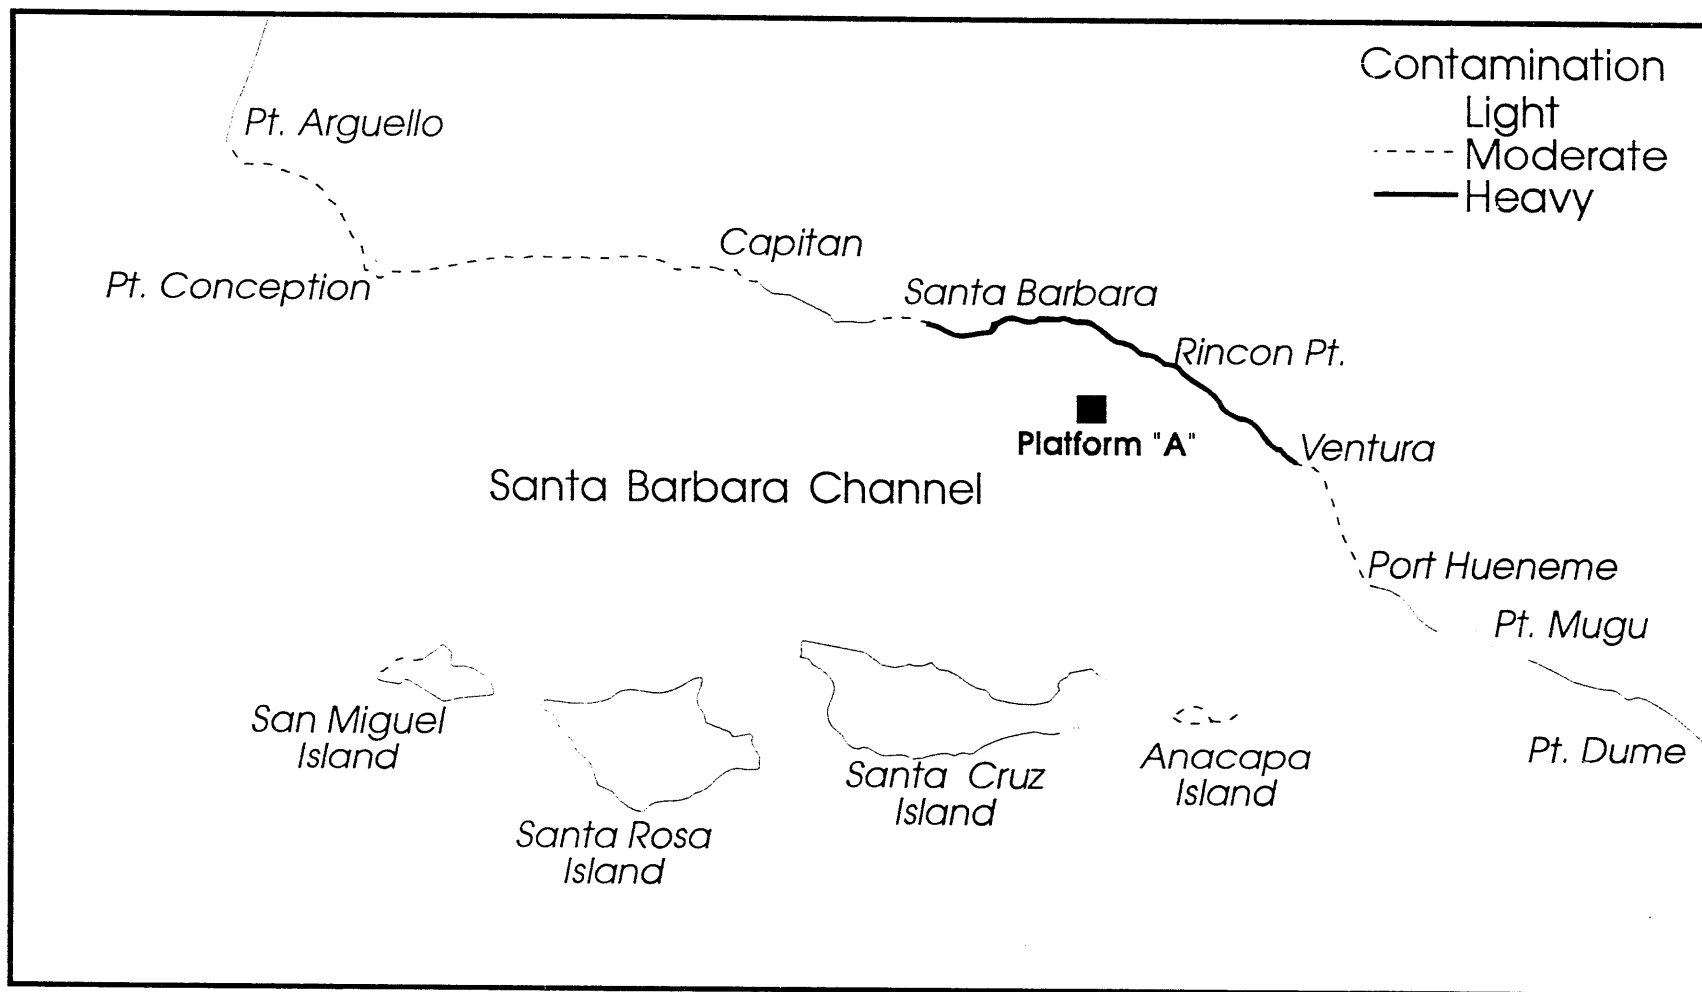 Contamination
Light
Moderate
Heavy
Pt. Arguello
Capitan
Pt. Conception
Santa Barbara
Rincon Pt.
Platform "A"
Ventura
Santa Barbara Channel
Port Hueneme
Pt. Mugu
San Miguel
Island
Santa Rosa
Island
Santa Cruz
Island
Anacapa
Island
Pt. Dume